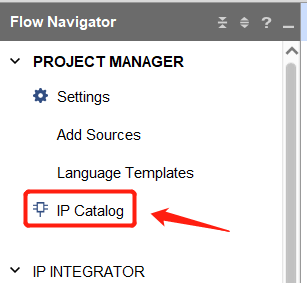 Flow Navigator ?
PROJECT MANAGER
Settings
Add Sources
Language Templates
IP Catalog
IP INTEGRATOR